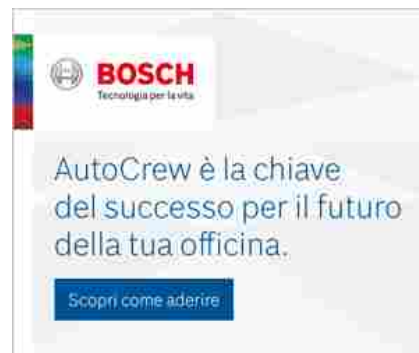 BOSCH
Tecnologia per la vita
AutoCrew è la chiave
del successo per il futuro
della tua officina.
Scopri come aderire